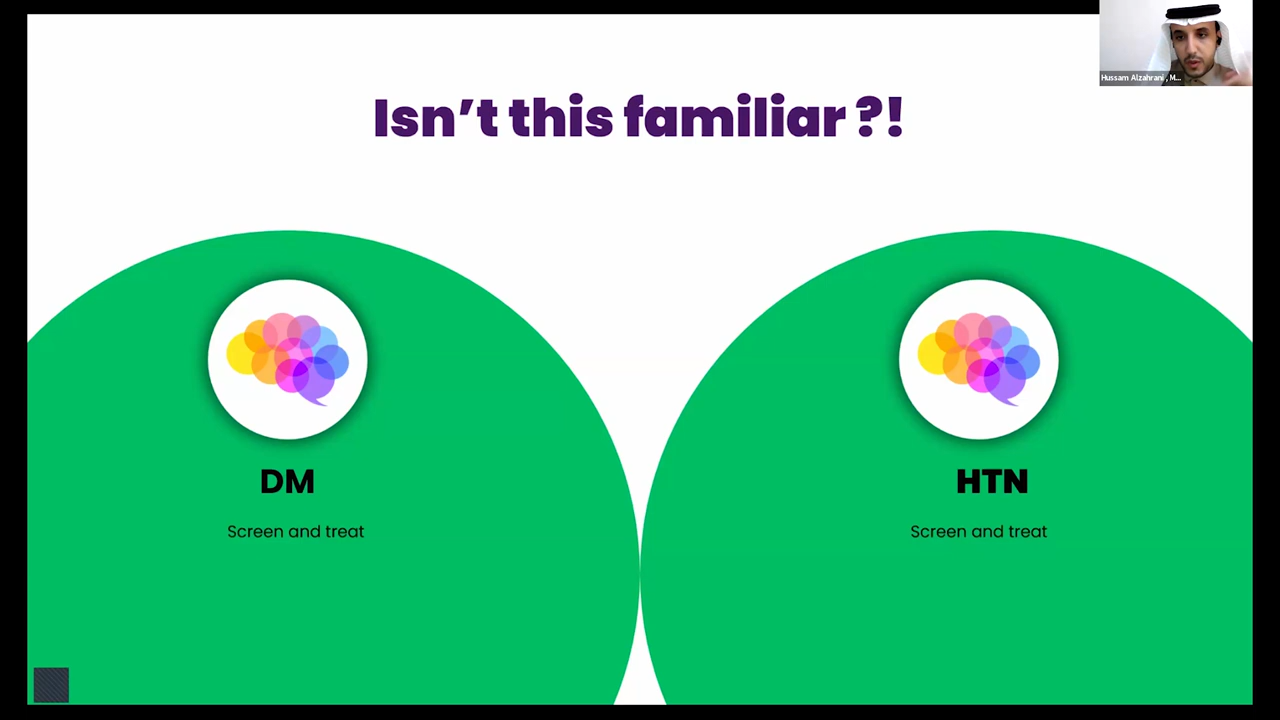 Hussam Alzahrani , M...
Isn’t this familiar ?!
DM
Screen and treat
HTN
Screen and treat